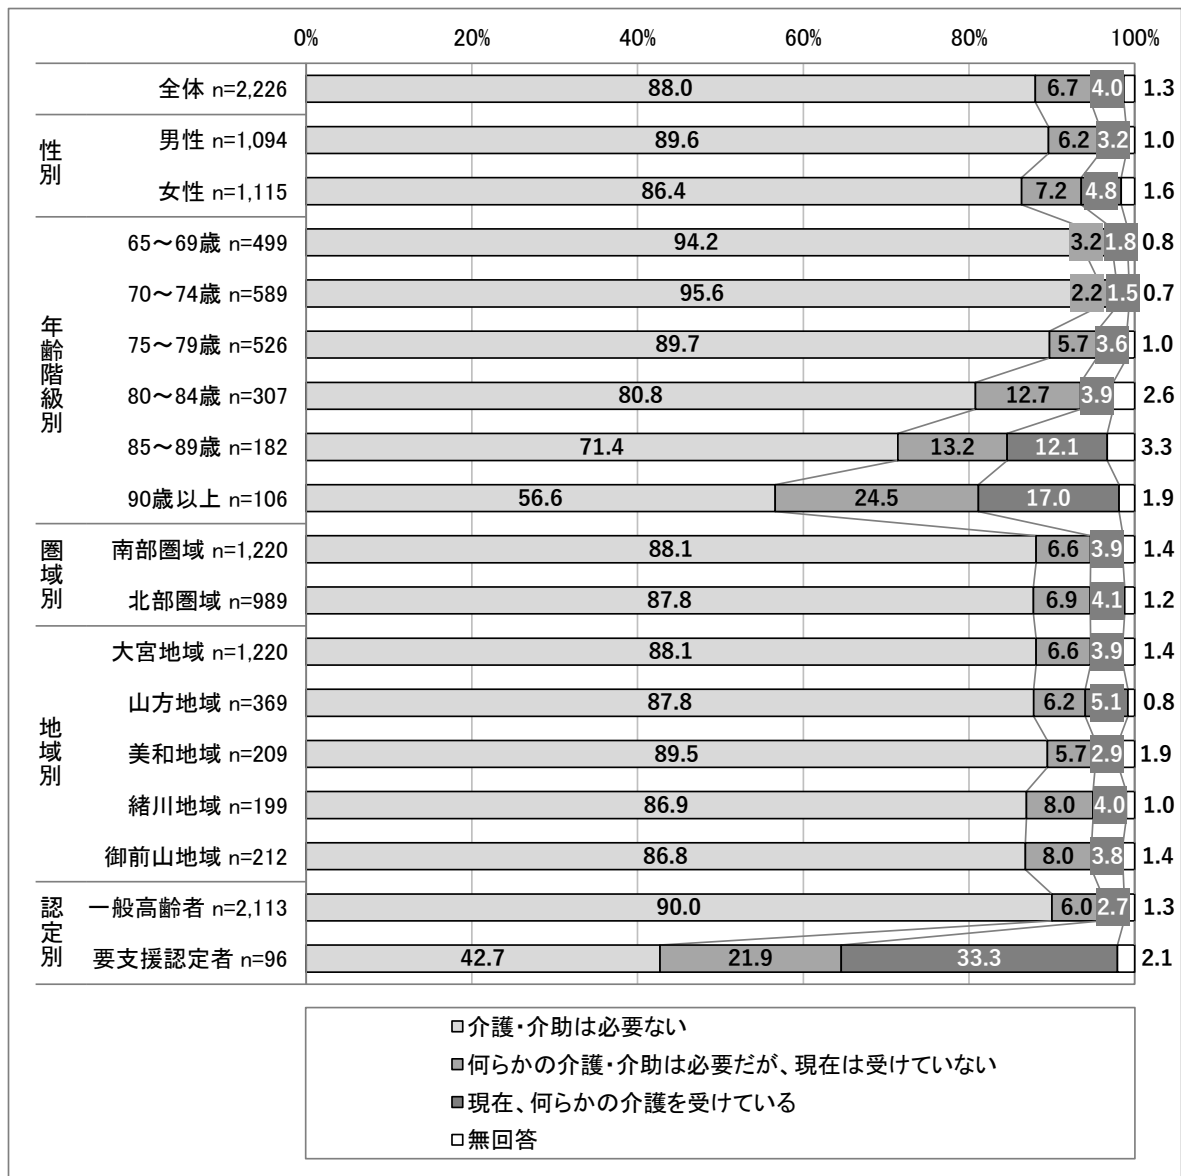 0% 20% 40% 60% 80% 100%
全体 n=2,226 88.0 6.7 4.0 1.3
性別
男性 n=1,094 89.6 6.2 3.2 1.0
女性 n=1,115 86.4 7.2 4.8 1.6
年齢階級別
65～69歳 n=499 94.2 3.2 1.8 0.8
70～74歳 n=589 95.6 2.2 1.5 0.7
75～79歳 n=526 89.7 5.7 3.6 1.0
80～84歳 n=307 80.8 12.7 3.9 2.6
85～89歳 n=182 71.4 13.2 12.1 3.3
90歳以上 n=106 56.6 24.5 17.0 1.9
圏域別
南部圏域 n=1,220 88.1 6.6 3.9 1.4
北部圏域 n=989 87.8 6.9 4.1 1.2
地域別
大宮地域 n=1,220 88.1 6.6 3.9 1.4
山方地域 n=369 87.8 6.2 5.1 0.8
美和地域 n=209 89.5 5.7 2.9 1.9
緒川地域 n=199 86.9 8.0 4.0 1.0
御前山地域 n=212 86.8 8.0 3.8 1.4
認定別
一般高齢者 n=2,113 90.0 6.0 2.7 1.3
要支援認定者 n=96 42.7 21.9 33.3 2.1
介護・介助は必要ない
何らかの介護・介助は必要だが、現在は受けていない
現在、何らかの介護を受けている
無回答